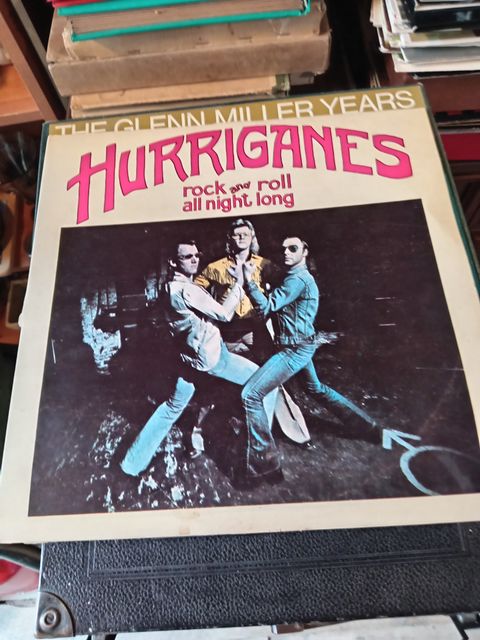 THE GLENN MILLER YEARS
HURRIGANES
rock and roll
all night long